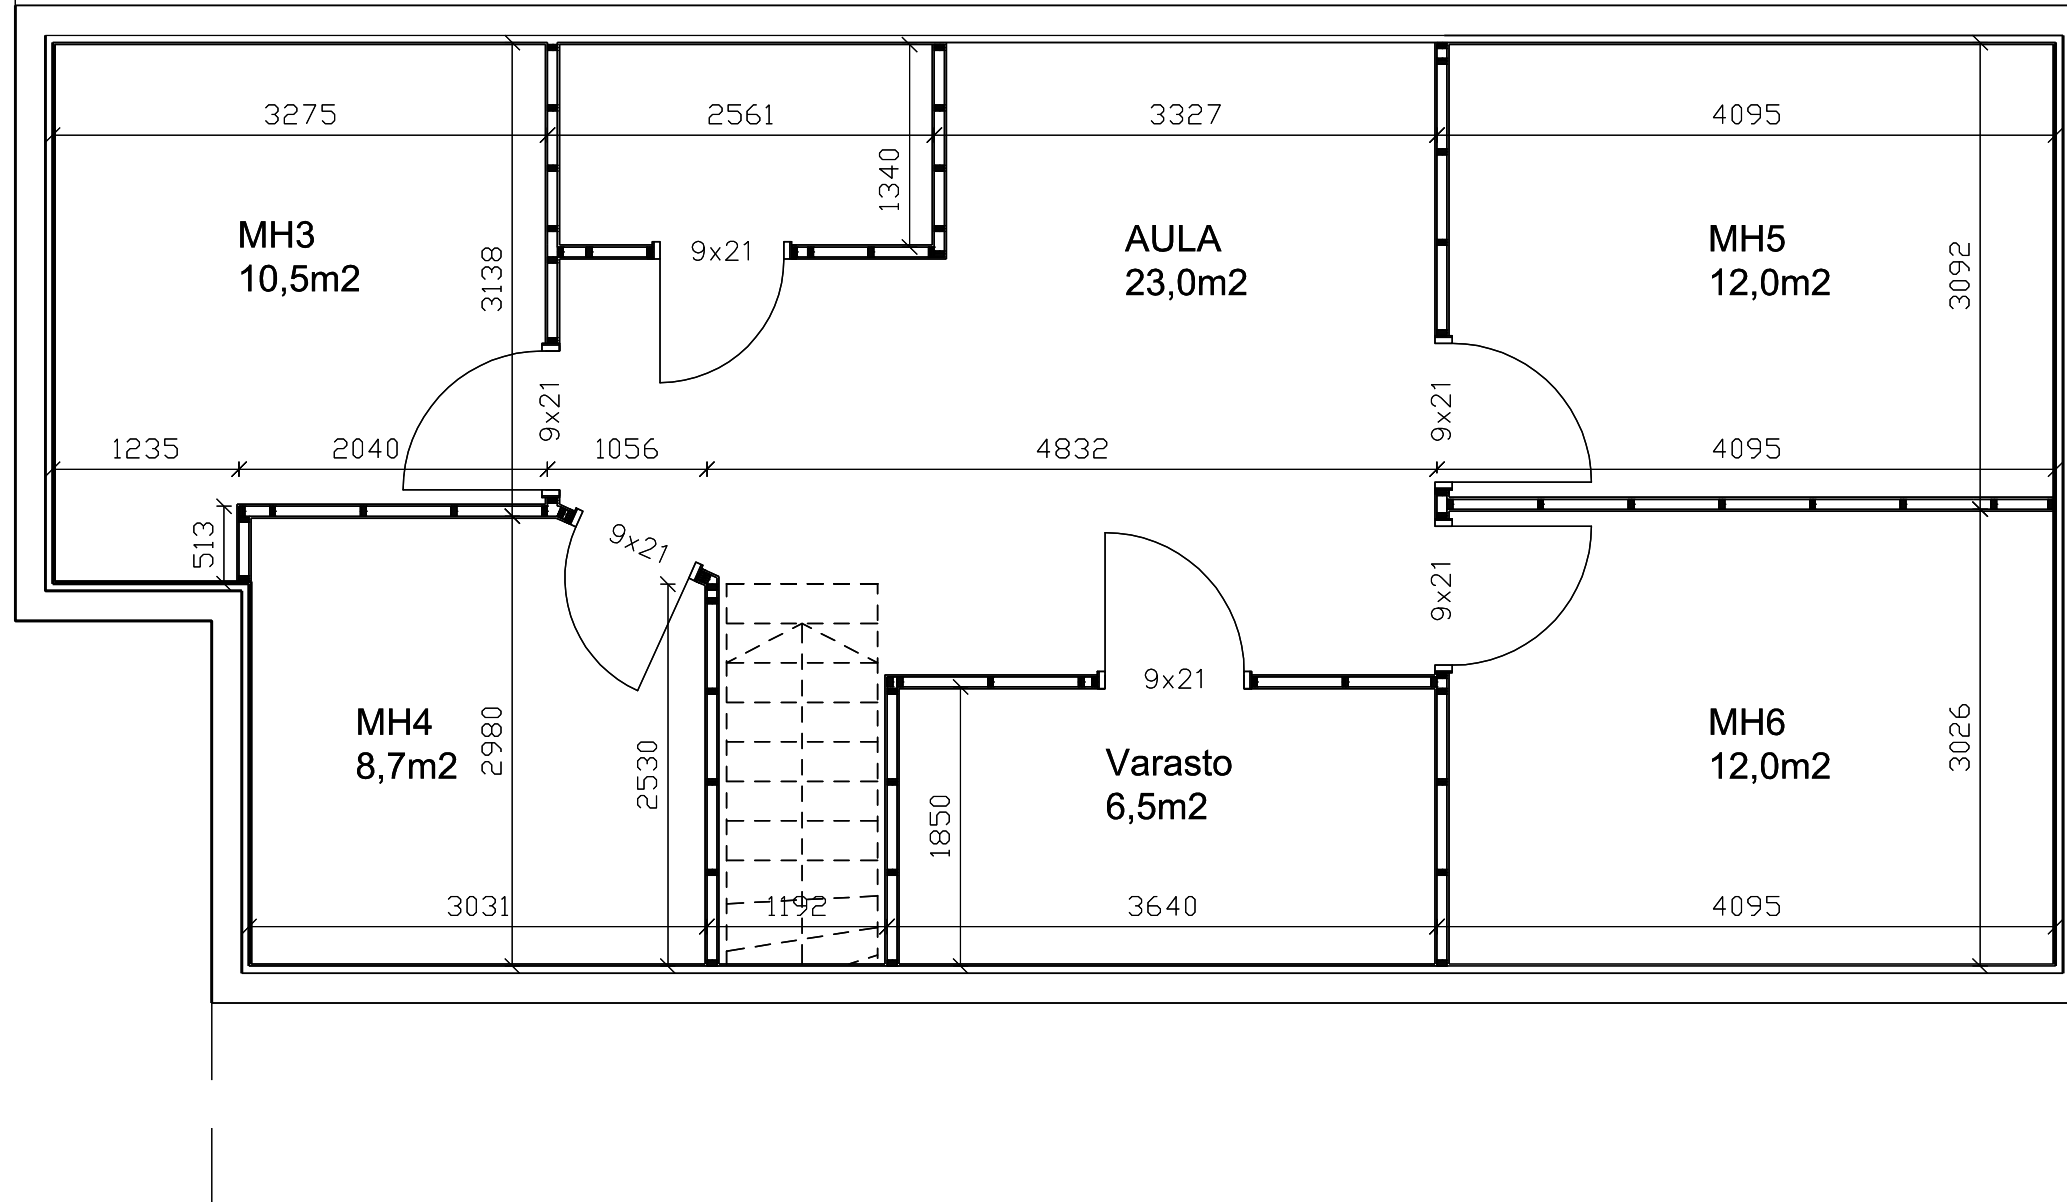 3275
2561
3327
4095
1340
MH3
10,5m2
3138
9x21
AULA
23,0m2
MH5
12,0m2
3092
9x21
9x21
1235
2040
1056
4832
4095
513
9x21
9x21
MH4
8,7m2
2980
2530
9x21
Varasto
6,5m2
1850
MH6
12,0m2
3026
3031
1192
3640
4095